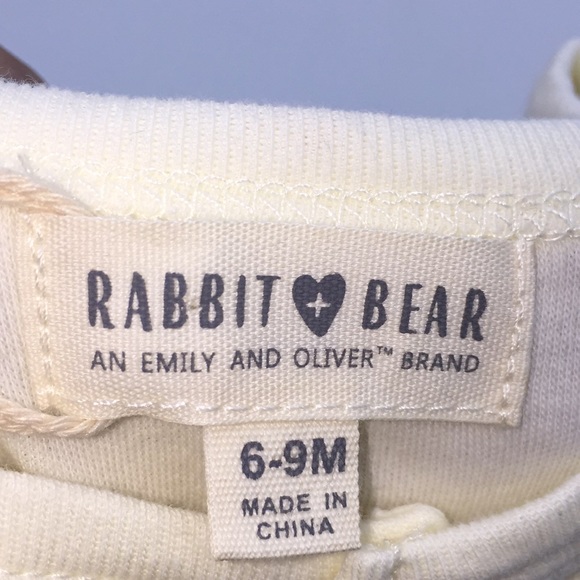 RABBIT + BEAR
AN EMILY AND OLIVER™ BRAND
6-9M
MADE IN
CHINA